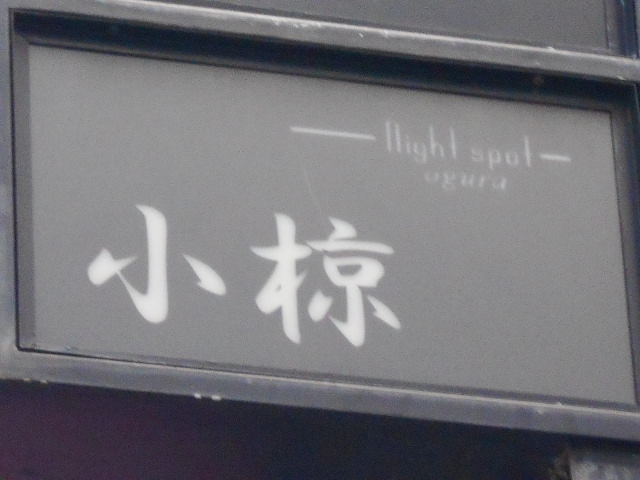 Night spot
ogura
小椋